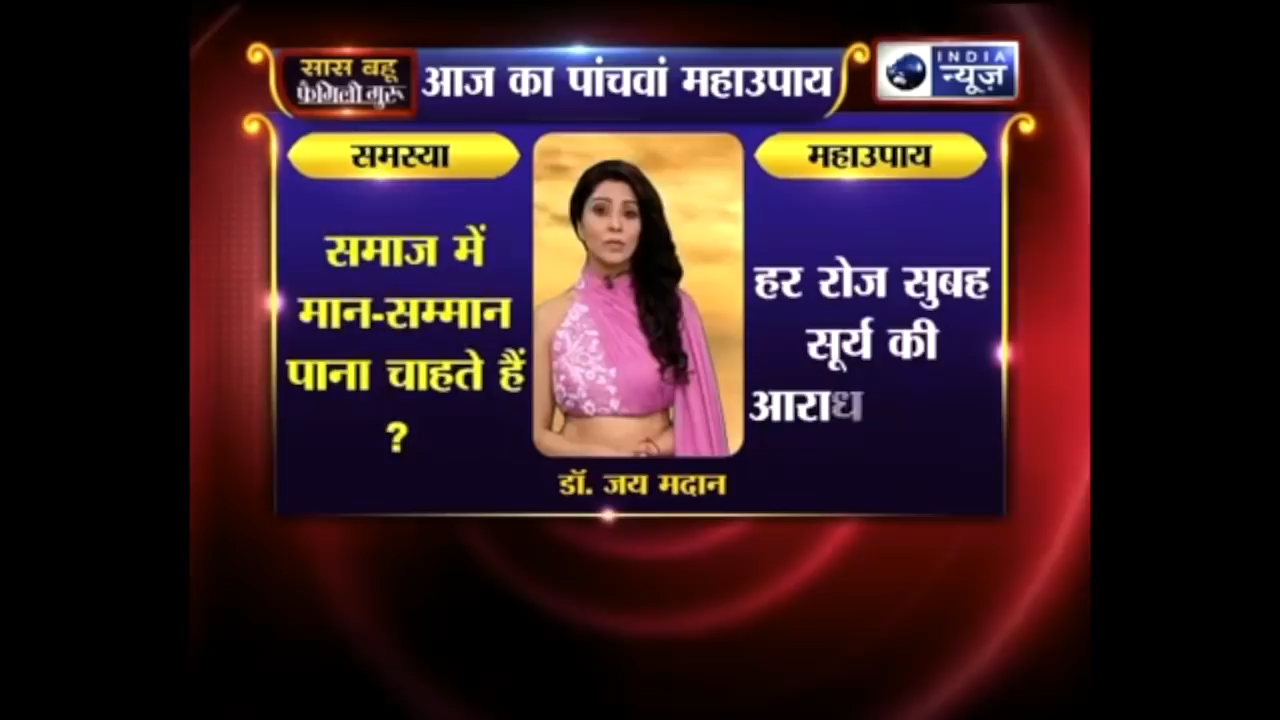 सास बहू
फ़ैमिली गुरू
आज का पांचवां महाउपाय
INDIA
न्यूज़
समस्या
समाज में
मान-सम्मान
पाना चाहते हैं
?
डॉ. जय मदान
महाउपाय
हर रोज सुबह
सूर्य की
आराध